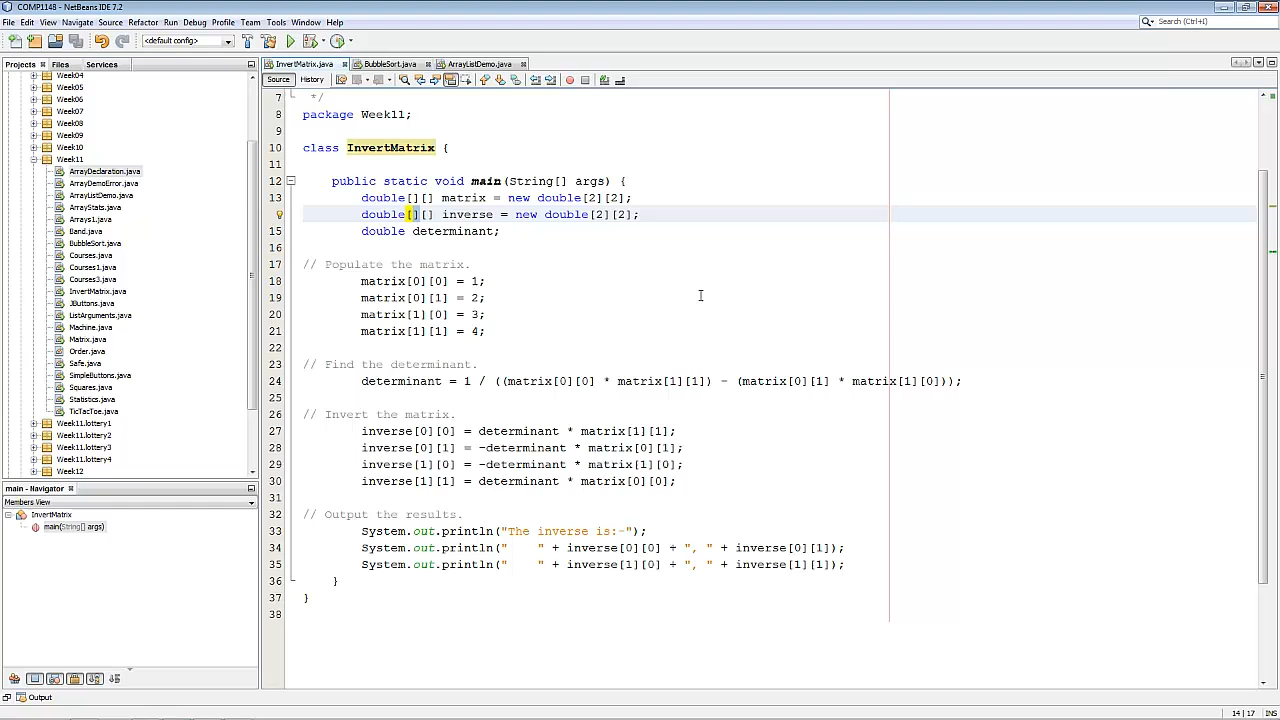 COMP1148 - NetBeans IDE 7.2
File Edit View Navigate Source Refactor Run Debug Profile Team Tools Window Help
Search (Ctrl+I)
<default config>
Projects Files Services
InvertMatrix.java BubbleSort.java ArrayListDemo.java
Source History
Week04
Week05
Week06
Week07
Week08
Week09
Week10
Week11
ArrayDeclaration.java
ArrayDemoError.java
ArrayListDemo.java
ArrayStats.java
Arrays1.java
Band.java
BubbleSort.java
Courses.java
Courses1.java
Courses3.java
InvertMatrix.java
JButtons.java
ListArguments.java
Machine.java
Matrix.java
Order.java
Safe.java
SimpleButtons.java
Squares.java
Statistics.java
TicTacToe.java
Week11.lottery1
Week11.lottery2
Week11.lottery3
Week11.lottery4
Week12
main - Navigator
Members View
InvertMatrix
main(String[] args)
7 */
8 package Week11;
9
10 class InvertMatrix {
11
12 public static void main(String[] args) {
13 double[][] matrix = new double[2][2];
double[][] inverse = new double[2][2];
15 double determinant;
16
17 // Populate the matrix.
18 matrix[0][0] = 1;
19 matrix[0][1] = 2;
20 matrix[1][0] = 3;
21 matrix[1][1] = 4;
22
23 // Find the determinant.
24 determinant = 1 / ((matrix[0][0] * matrix[1][1]) - (matrix[0][1] * matrix[1][0]));
25
26 // Invert the matrix.
27 inverse[0][0] = determinant * matrix[1][1];
28 inverse[0][1] = -determinant * matrix[0][1];
29 inverse[1][0] = -determinant * matrix[1][0];
30 inverse[1][1] = determinant * matrix[0][0];
31
32 // Output the results.
33 System.out.println("The inverse is:-");
34 System.out.println("    " + inverse[0][0] + ", " + inverse[0][1]);
35 System.out.println("    " + inverse[1][0] + ", " + inverse[1][1]);
36 }
37 }
38
Output
14 | 17 INS